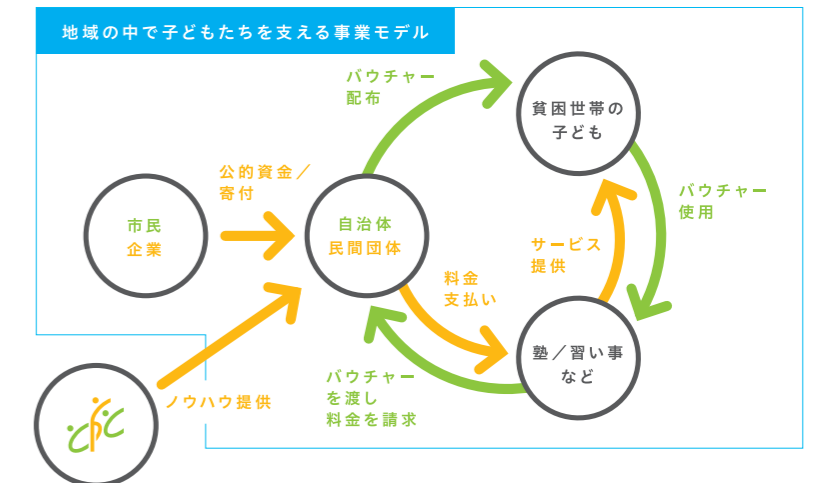 地域の中で子どもたちを支える事業モデル
バウチャー
配布
貧困世帯の
子ども
公的資金／
寄付
市民
企業
自治体
民間団体
バウチャー
使用
サービス
提供
料金
支払い
塾／習い事
など
バウチャー
を渡し
料金を請求
ノウハウ提供
chc